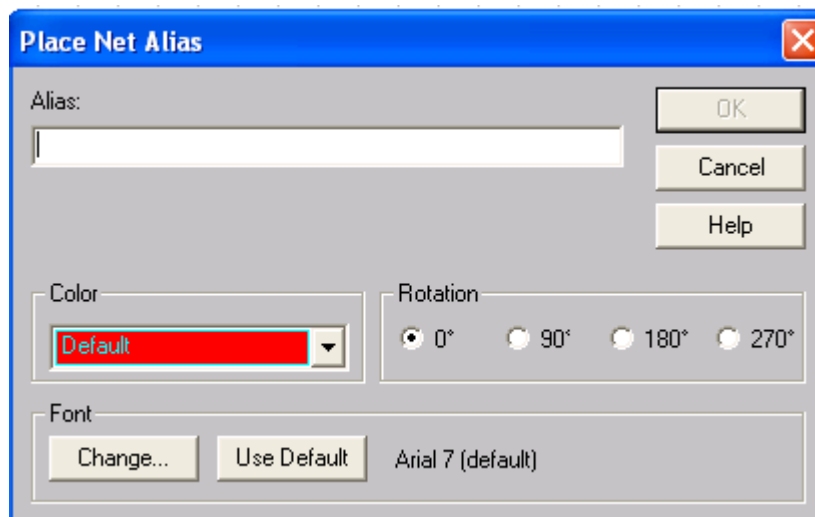 Place Net Alias
Alias:
OK
Cancel
Help
Color
Default
Rotation
0° 90° 180° 270°
Font
Change... Use Default Arial 7 (default)